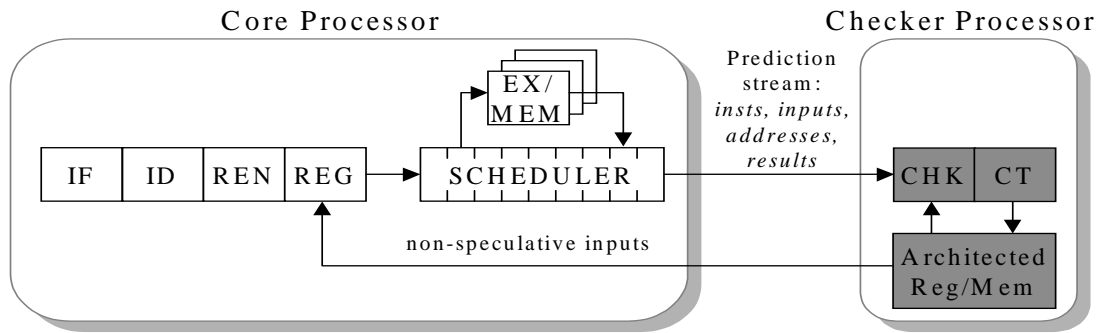 Core Processor
Checker Processor
Prediction
stream:
insts, inputs,
addresses,
results
EX/
MEM
IF ID REN REG
SCHEDULER
CHK CT
non-speculative inputs
Architected
Reg/Mem